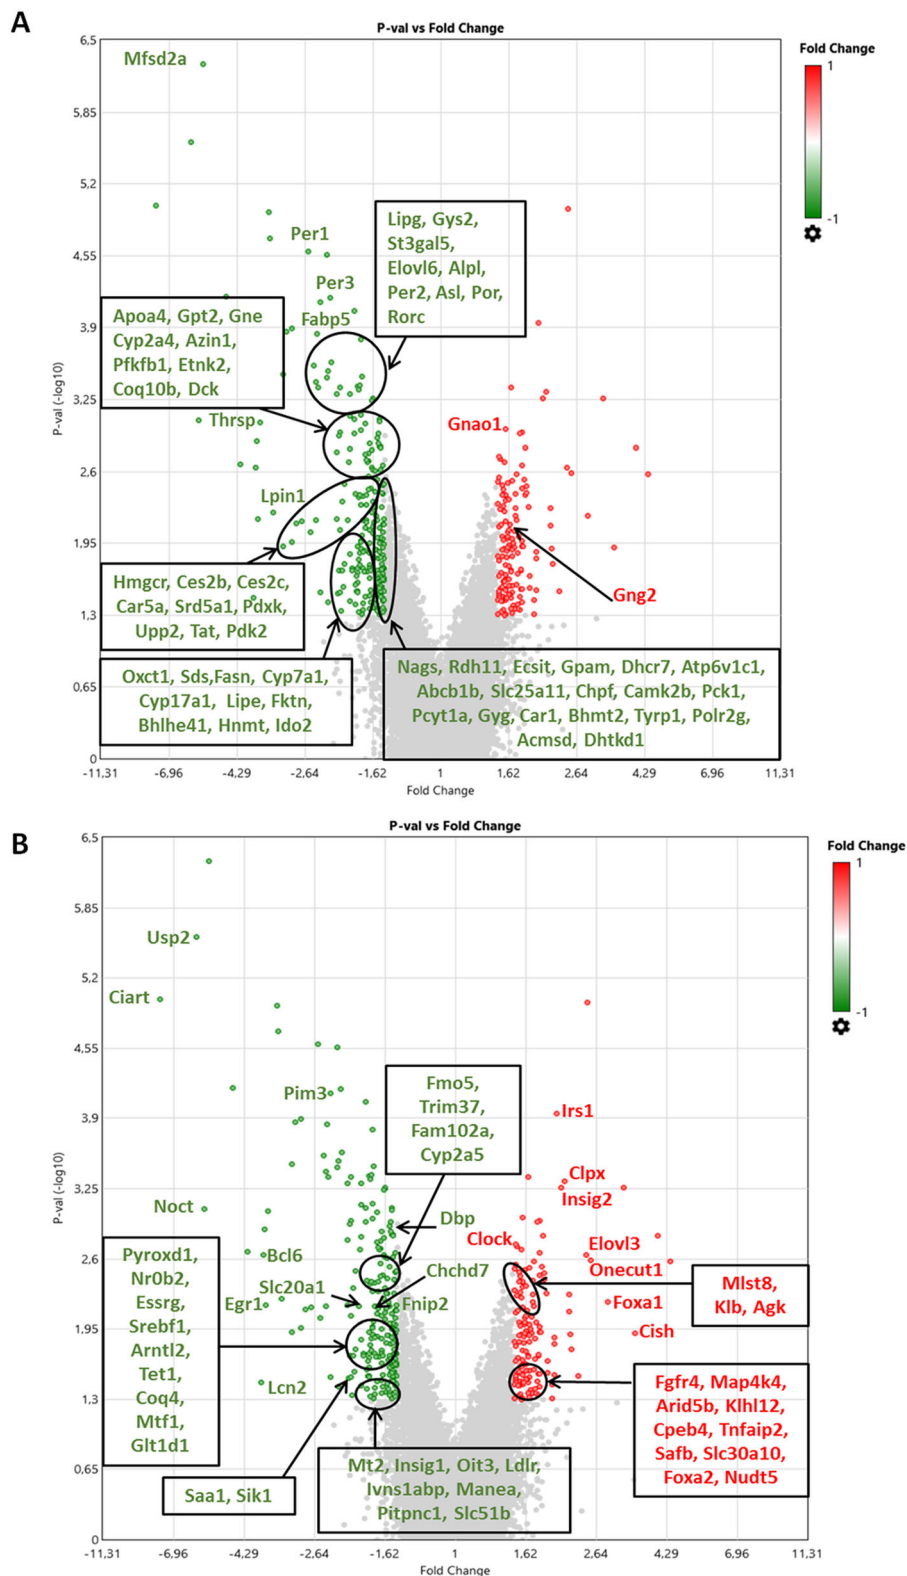 A
P-val vs Fold Change
6.5
Mfsd2a
Fold Change
1
5.85
5.2
-1
Per1
Lipg, Gys2,
St3gal5,
Elovl6, Alpl,
Per2, Asl, Por,
Rorc
4.55
Per3
Fabp5
Apoa4, Gpt2, Gne
Cyp2a4, Azin1,
Pfkfb1, Etnk2,
Coq10b, Dck
3.9
P-val (-log10)
3.25
Thrsp
Gnao1
2.6
Lpin1
1.95
Hmgcr, Ces2b, Ces2c,
Car5a, Srd5a1, Pdxk,
Upp2, Tat, Pdk2
Gng2
1.3
Oxct1, Sds,Fasn, Cyp7a1,
Cyp17a1, Lipe, Fktn,
Bhlhe41, Hnmt, Ido2
Nags, Rdh11, Ecsit, Gpam, Dhcr7, Atp6v1c1,
Abcb1b, Slc25a11, Chpf, Camk2b, Pck1,
Pcyt1a, Gyg, Car1, Bhmt2, Tyrp1, Polr2g,
Acmsd, Dhtkd1
0.65
0
-11.31 -6.96 -4.29 -2.64 -1.62 1 1.62 2.64 4.29 6.96 11.31
Fold Change
B
P-val vs Fold Change
6.5
Fold Change
1
5.85
Usp2
5.2
Ciart
-1
4.55
Pim3
Fmo5,
Trim37,
Fam102a,
Cyp2a5
3.9
Irs1
P-val (-log10)
3.25
Clpx
Insig2
Noct
Dbp
Clock
2.6
Bcl6
Elovl3
Onecut1
Chchd7
Slc20a1
Egr1
Fnip2
Foxa1
Mlst8,
Klb, Agk
Pyroxd1,
Nr0b2,
Essrg,
Srebf1,
Arntl2,
Tet1,
Coq4,
Mtf1,
Glt1d1
1.95
Cish
Lcn2
1.3
Fgfr4, Map4k4,
Arid5b, Klhl12,
Cpeb4, Tnfaip2,
Safb, Slc30a10,
Foxa2, Nudt5
Mt2, Insig1, Oit3, Ldlr,
Ivns1abp, Manea,
Pitpnc1, Slc51b
Saa1, Sik1
0.65
0
-11.31 -6.96 -4.29 -2.64 -1.62 1 1.62 2.64 4.29 6.96 11.31
Fold Change